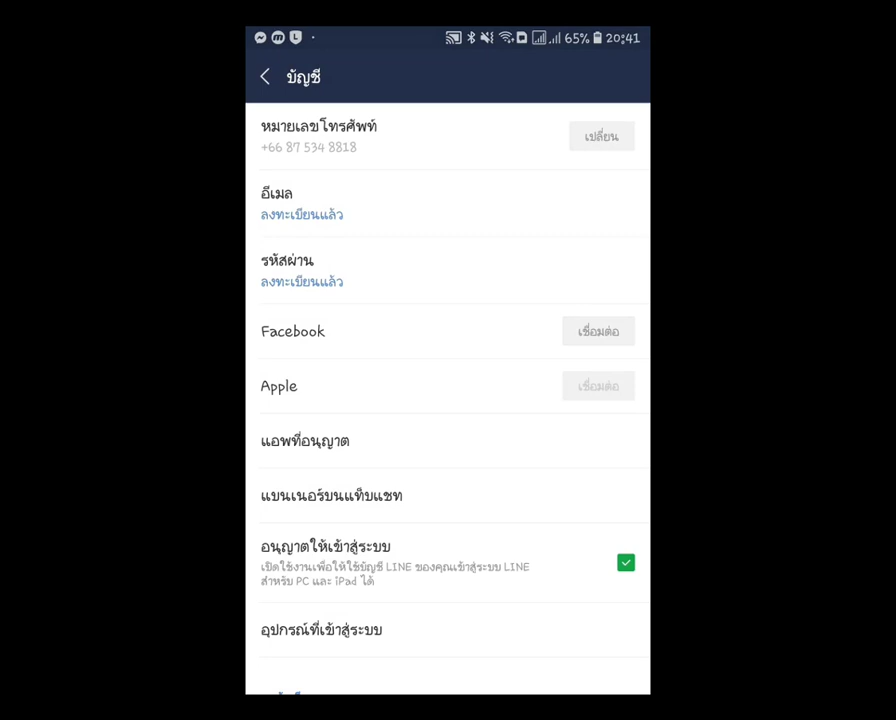 65% 20:41
บัญชี
หมายเลขโทรศัพท์
+66 87 534 8818
เปลี่ยน
อีเมล
ลงทะเบียนแล้ว
รหัสผ่าน
ลงทะเบียนแล้ว
Facebook
เชื่อมต่อ
Apple
เชื่อมต่อ
แอพที่อนุญาต
แบนเนอร์บนแท็บแชท
อนุญาตให้เข้าสู่ระบบ
เปิดใช้งานเพื่อให้ใช้บัญชี LINE ของคุณเข้าสู่ระบบ LINE
สำหรับ PC และ iPad ได้
อุปกรณ์ที่เข้าสู่ระบบ